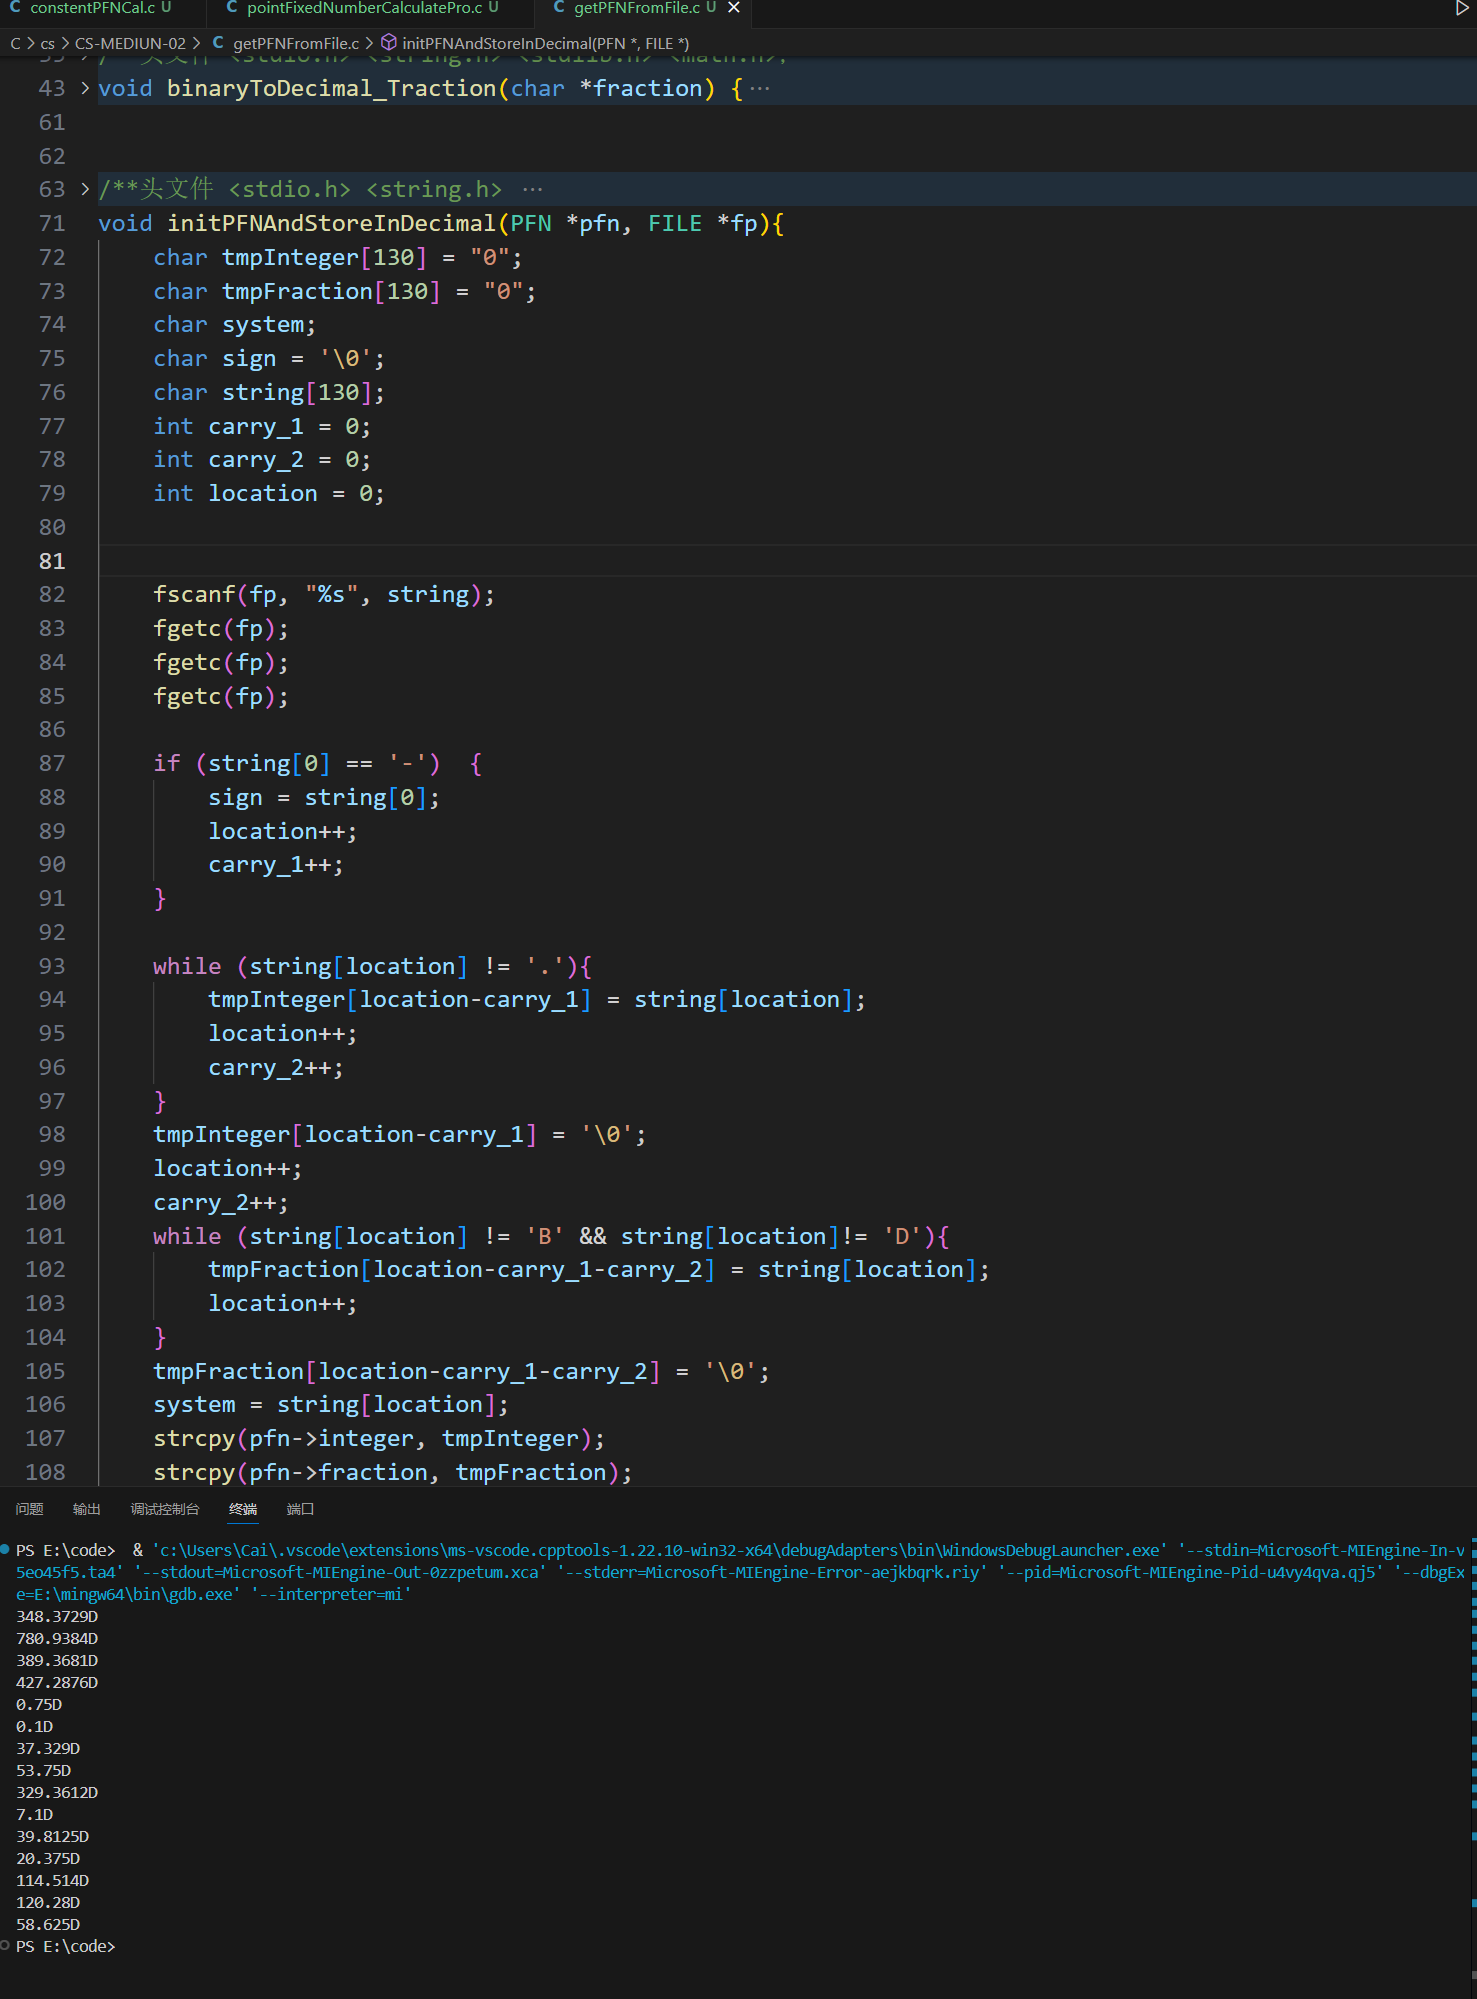 C constentPFNCal.c U C pointFixedNumberCalculatePro.c U C getPFNFromFile.c U ×
C > cs > CS-MEDIUN-02 > C getPFNFromFile.c > initPFNAndStoreInDecimal(PFN *, FILE *)
43 > void binaryToDecimal_Traction(char *fraction) { ···
61
62
63 > /**头文件 <stdio.h> <string.h> ···
71 void initPFNAndStoreInDecimal(PFN *pfn, FILE *fp){
72 char tmpInteger[130] = "0";
73 char tmpFraction[130] = "0";
74 char system;
75 char sign = '\0';
76 char string[130];
77 int carry_1 = 0;
78 int carry_2 = 0;
79 int location = 0;
80
81
82 fscanf(fp, "%s", string);
83 fgetc(fp);
84 fgetc(fp);
85 fgetc(fp);
86
87 if (string[0] == '-')  {
88 sign = string[0];
89 location++;
90 carry_1++;
91 }
92
93 while (string[location] != '.'){
94 tmpInteger[location-carry_1] = string[location];
95 location++;
96 carry_2++;
97 }
98 tmpInteger[location-carry_1] = '\0';
99 location++;
100 carry_2++;
101 while (string[location] != 'B' && string[location]!= 'D'){
102 tmpFraction[location-carry_1-carry_2] = string[location];
103 location++;
104 }
105 tmpFraction[location-carry_1-carry_2] = '\0';
106 system = string[location];
107 strcpy(pfn->integer, tmpInteger);
108 strcpy(pfn->fraction, tmpFraction);
问题 输出 调试控制台 终端 端口
PS E:\code>  & 'c:\Users\Cai\.vscode\extensions\ms-vscode.cpptools-1.22.10-win32-x64\debugAdapters\bin\WindowsDebugLauncher.exe' '--stdin=Microsoft-MIEngine-In-v
5eo45f5.ta4' '--stdout=Microsoft-MIEngine-Out-0zzpetum.xca' '--stderr=Microsoft-MIEngine-Error-aejkbqrk.riy' '--pid=Microsoft-MIEngine-Pid-u4vy4qva.qj5' '--dbgEx
e=E:\mingw64\bin\gdb.exe' '--interpreter=mi'
348.3729D
780.9384D
389.3681D
427.2876D
0.75D
0.1D
37.329D
53.75D
329.3612D
7.1D
39.8125D
20.375D
114.514D
120.28D
58.625D
PS E:\code>